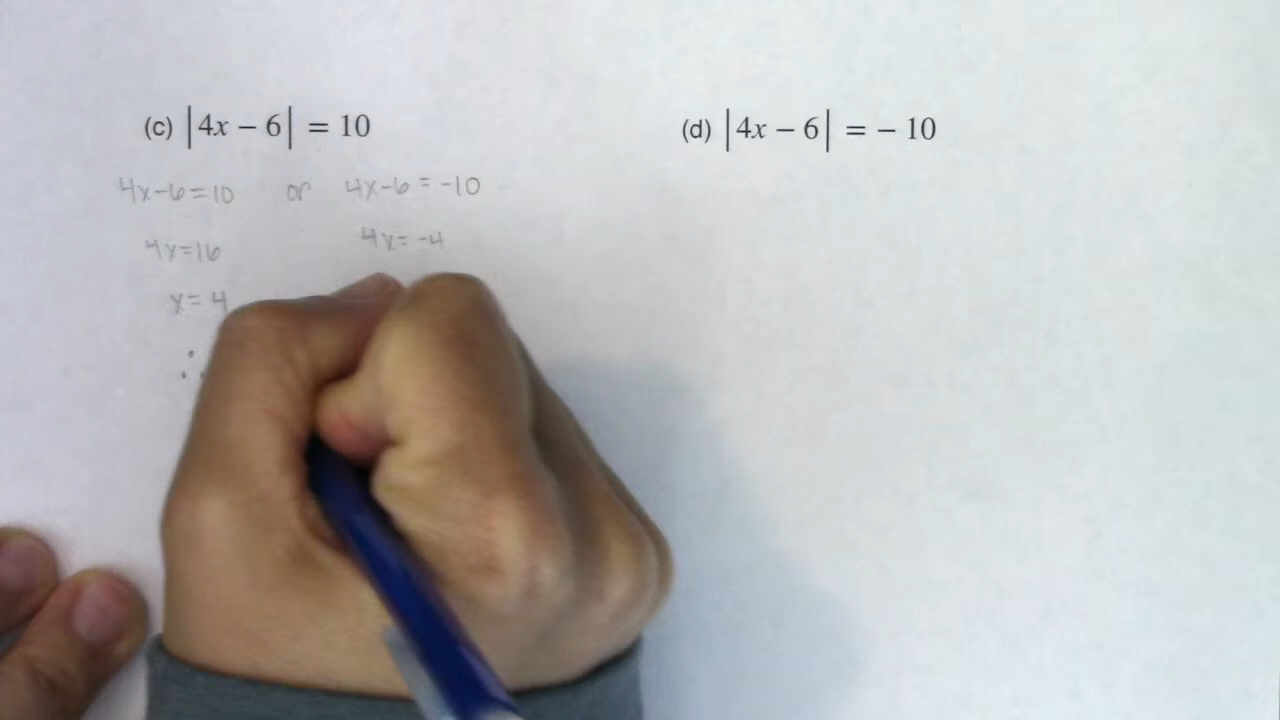 (c) |4x − 6| = 10
4x-6=10 or 4x-6=-10
4x=16 4x=-4
x=4
∴
(d) |4x − 6| = − 10